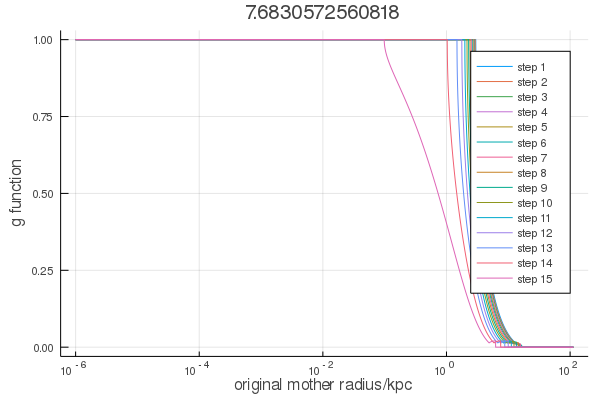 7.6830572560818
1.00
0.75
0.50
0.25
0.00
g function
step 1
step 2
step 3
step 4
step 5
step 6
step 7
step 8
step 9
step 10
step 11
step 12
step 13
step 14
step 15
10⁻⁶ 10⁻⁴ 10⁻² 10⁰ 10²
original mother radius/kpc